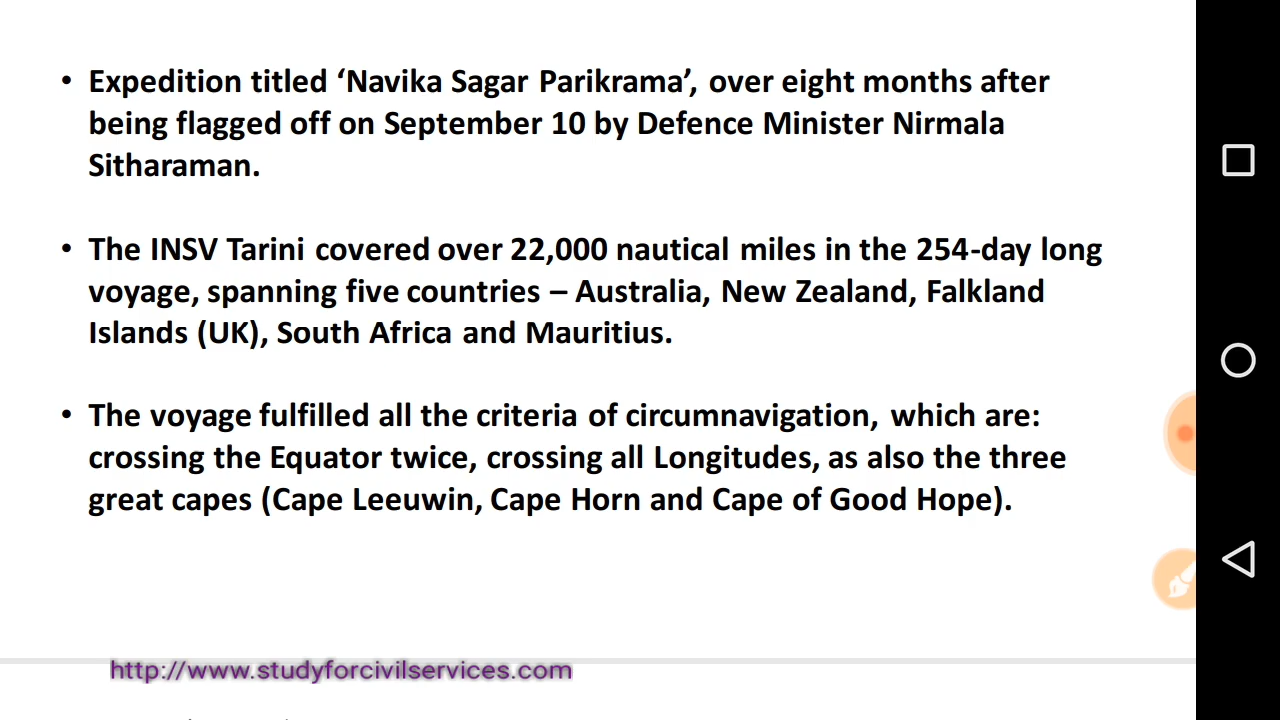 • Expedition titled ‘Navika Sagar Parikrama’, over eight months after
being flagged off on September 10 by Defence Minister Nirmala
Sitharaman.
• The INSV Tarini covered over 22,000 nautical miles in the 254-day long
voyage, spanning five countries – Australia, New Zealand, Falkland
Islands (UK), South Africa and Mauritius.
• The voyage fulfilled all the criteria of circumnavigation, which are:
crossing the Equator twice, crossing all Longitudes, as also the three
great capes (Cape Leeuwin, Cape Horn and Cape of Good Hope).
http://www.studyforcivilservices.com